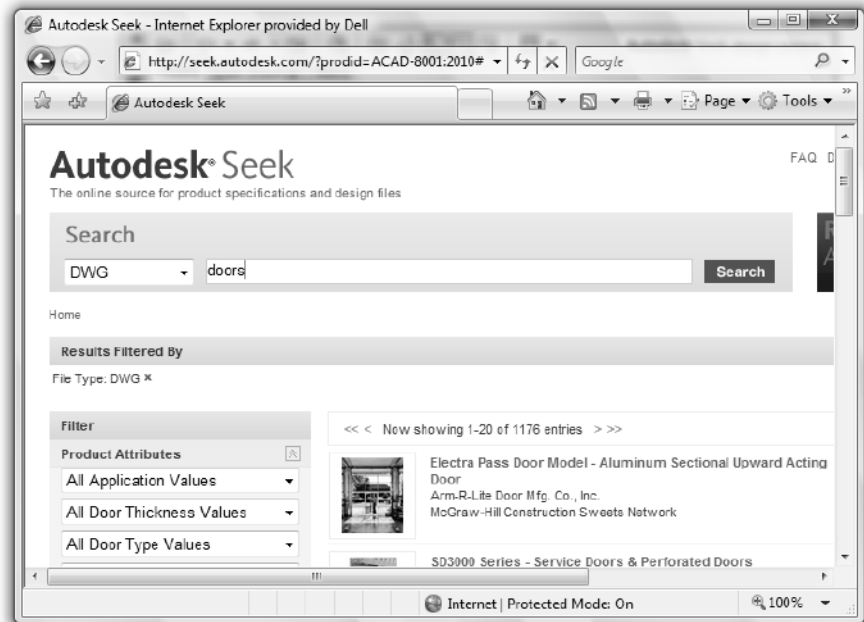 Autodesk Seek - Internet Explorer provided by Dell
http://seek.autodesk.com/?prodid=ACAD-8001:2010#
Google
Autodesk Seek
Page
Tools
Autodesk® Seek
FAQ D
The online source for product specifications and design files
Search
DWG
doors
Search
Home
Results Filtered By
File Type: DWG
Filter
<< < Now showing 1-20 of 1176 entries > >>
Product Attributes
All Application Values
All Door Thickness Values
All Door Type Values
Electra Pass Door Model - Aluminum Sectional Upward Acting
Door
Arm-R-Lite Door Mfg. Co., Inc.
McGraw-Hill Construction Sweets Network
SD3000 Series - Service Doors & Perforated Doors
Internet | Protected Mode: On
100%